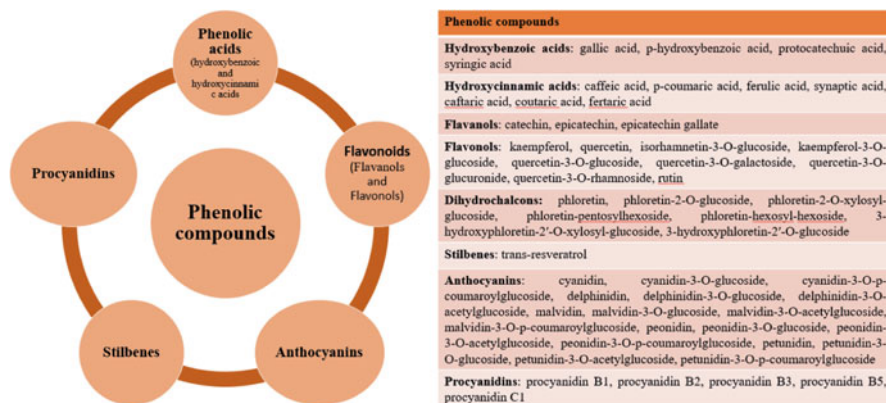 Phenolic
acids
(hydroxybenzoic
and
hydroxycinnami
c acids
Flavonoids
(Flavanols
and
Flavonols)
Anthocyanins
Stilbenes
Procyanidins
Phenolic
compounds
Phenolic compounds
Hydroxybenzoic acids: gallic acid, p-hydroxybenzoic acid, protocatechuic acid,
syringic acid
Hydroxycinnamic acids: caffeic acid, p-coumaric acid, ferulic acid, synaptic acid,
caftaric acid, coutaric acid, fertaric acid
Flavanols: catechin, epicatechin, epicatechin gallate
Flavonols: kaempferol, quercetin, isorhamnetin-3-O-glucoside, kaempferol-3-O-
glucoside, quercetin-3-O-glucoside, quercetin-3-O-galactoside, quercetin-3-O-
glucuronide, quercetin-3-O-rhamnoside, rutin
Dihydrochalcons: phloretin, phloretin-2-O-glucoside, phloretin-2-O-xylosyl-
glucoside, phloretin-pentosylhexoside, phloretin-hexosyl-hexoside, 3-
hydroxyphloretin-2′-O-xylosyl-glucoside, 3-hydroxyphloretin-2′-O-glucoside
Stilbenes: trans-resveratrol
Anthocyanins: cyanidin, cyanidin-3-O-glucoside, cyanidin-3-O-p-
coumaroylglucoside, delphinidin, delphinidin-3-O-glucoside, delphinidin-3-O-
acetylglucoside, malvidin, malvidin-3-O-glucoside, malvidin-3-O-acetylglucoside,
malvidin-3-O-p-coumaroylglucoside, peonidin, peonidin-3-O-glucoside, peonidin-
3-O-acetylglucoside, peonidin-3-O-p-coumaroylglucoside, petunidin, petunidin-3-
O-glucoside, petunidin-3-O-acetylglucoside, petunidin-3-O-p-coumaroylglucoside
Procyanidins: procyanidin B1, procyanidin B2, procyanidin B3, procyanidin B5,
procyanidin C1